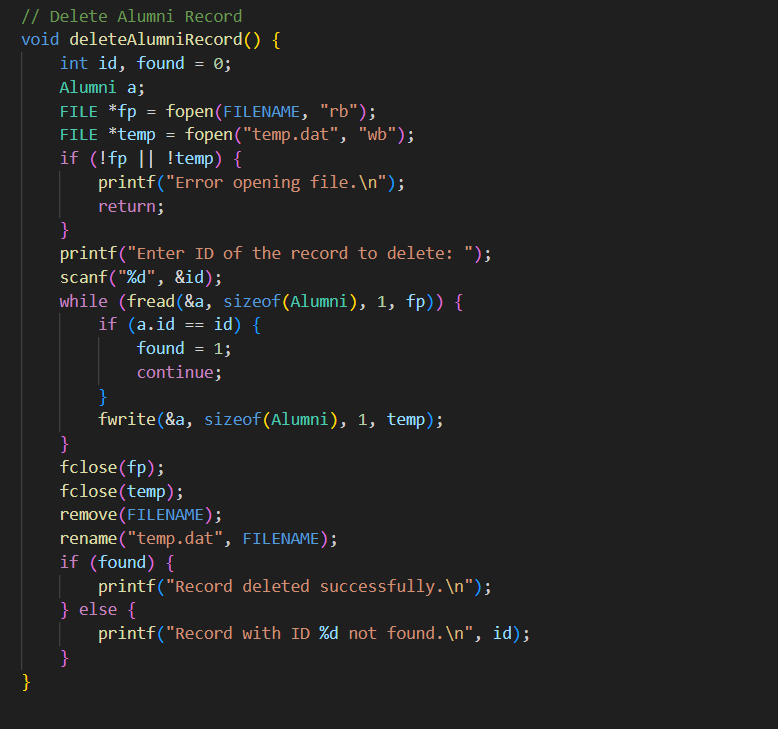 // Delete Alumni Record
void deleteAlumniRecord() {
    int id, found = 0;
    Alumni a;
    FILE *fp = fopen(FILENAME, "rb");
    FILE *temp = fopen("temp.dat", "wb");
    if (!fp || !temp) {
        printf("Error opening file.\n");
        return;
    }
    printf("Enter ID of the record to delete: ");
    scanf("%d", &id);
    while (fread(&a, sizeof(Alumni), 1, fp)) {
        if (a.id == id) {
            found = 1;
            continue;
        }
        fwrite(&a, sizeof(Alumni), 1, temp);
    }
    fclose(fp);
    fclose(temp);
    remove(FILENAME);
    rename("temp.dat", FILENAME);
    if (found) {
        printf("Record deleted successfully.\n");
    } else {
        printf("Record with ID %d not found.\n", id);
    }
}